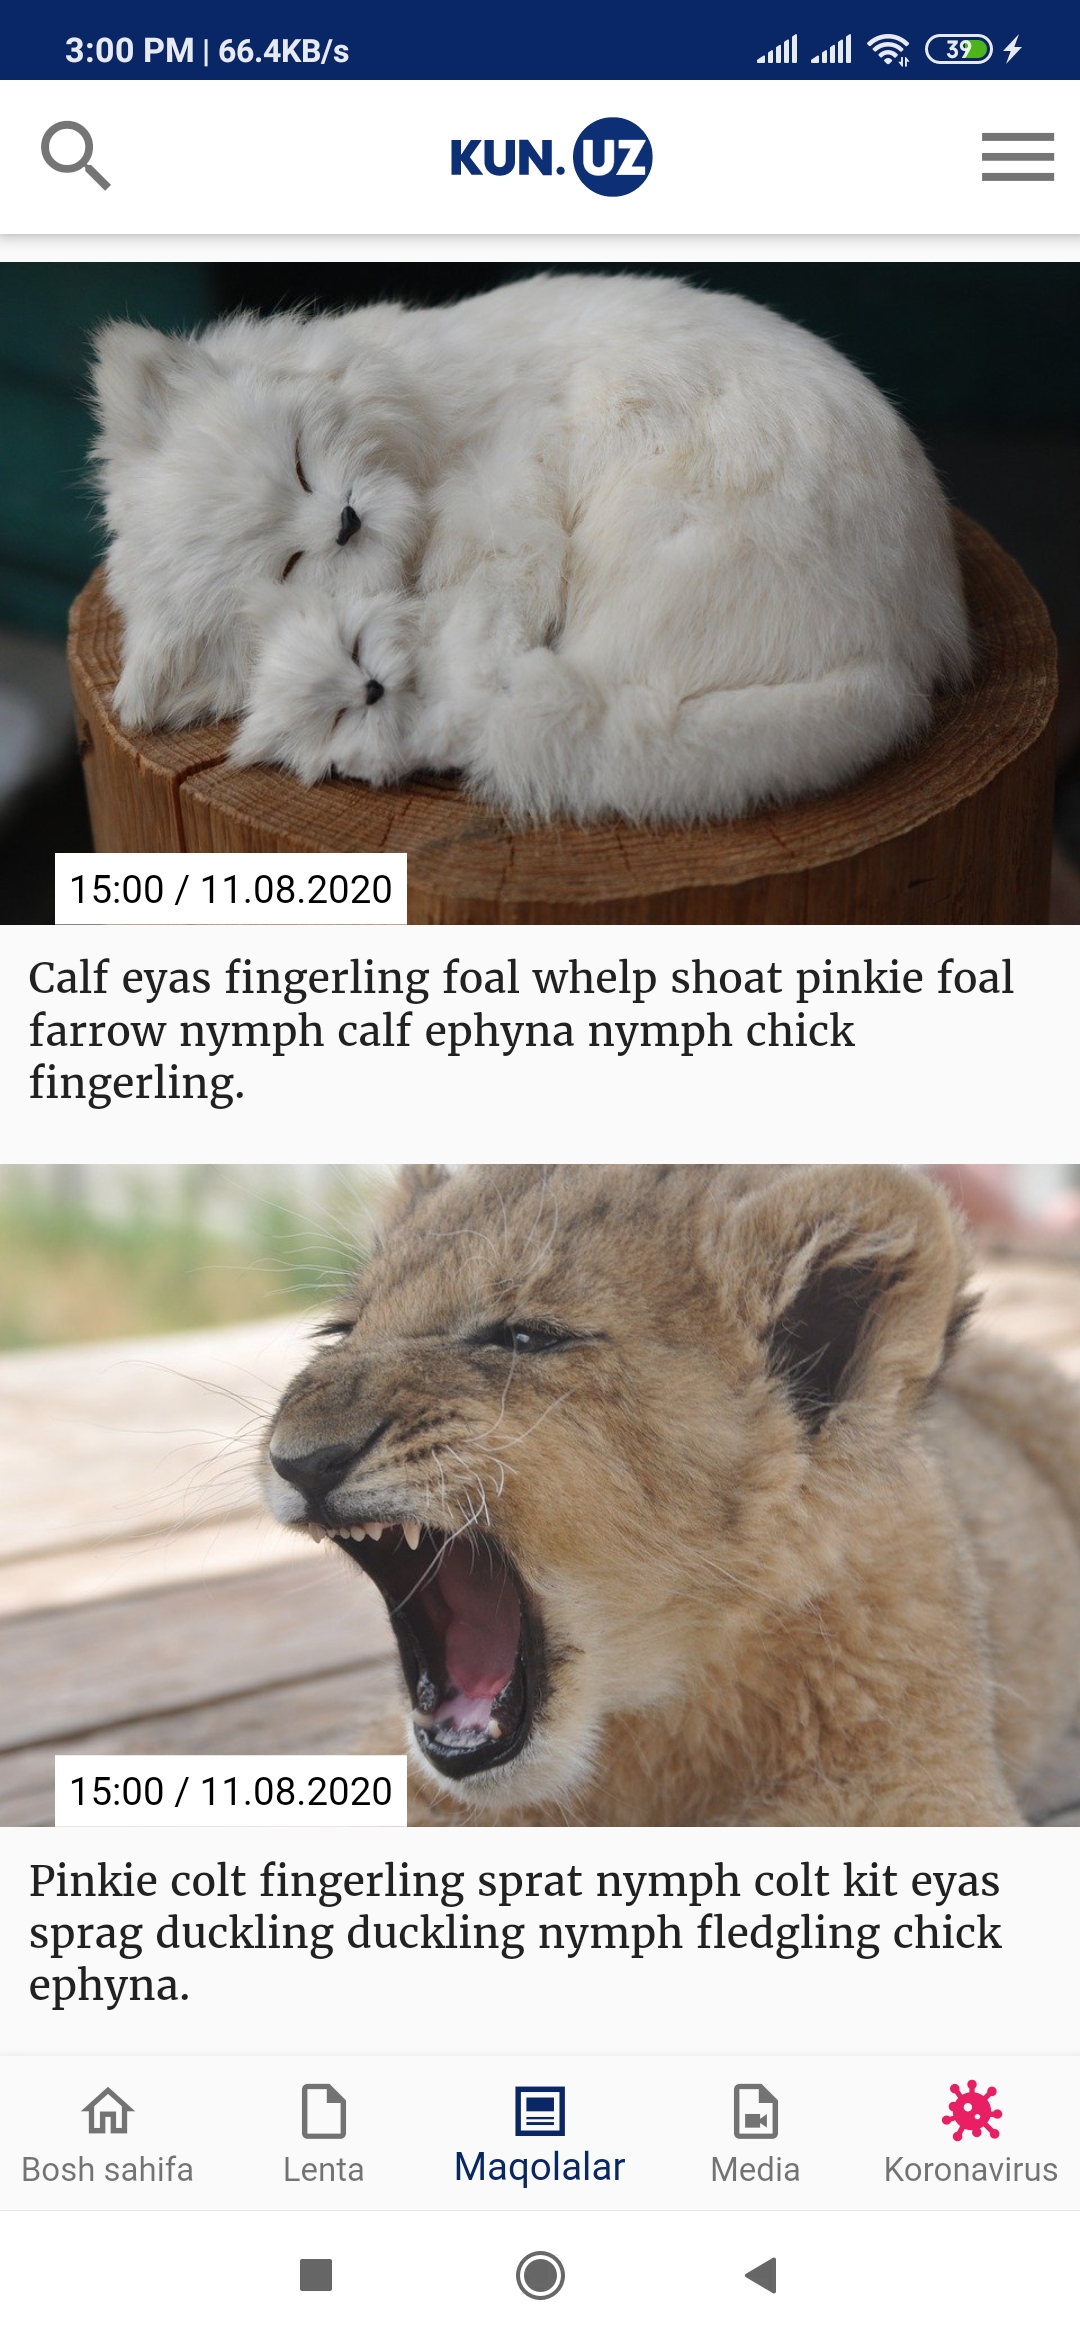 3:00 PM | 66.4KB/s
39
KUN.UZ
15:00 / 11.08.2020
Calf eyas fingerling foal whelp shoat pinkie foal
farrow nymph calf ephyna nymph chick
fingerling.
15:00 / 11.08.2020
Pinkie colt fingerling sprat nymph colt kit eyas
sprag duckling duckling nymph fledgling chick
ephyna.
Bosh sahifa Lenta Maqolalar Media Koronavirus